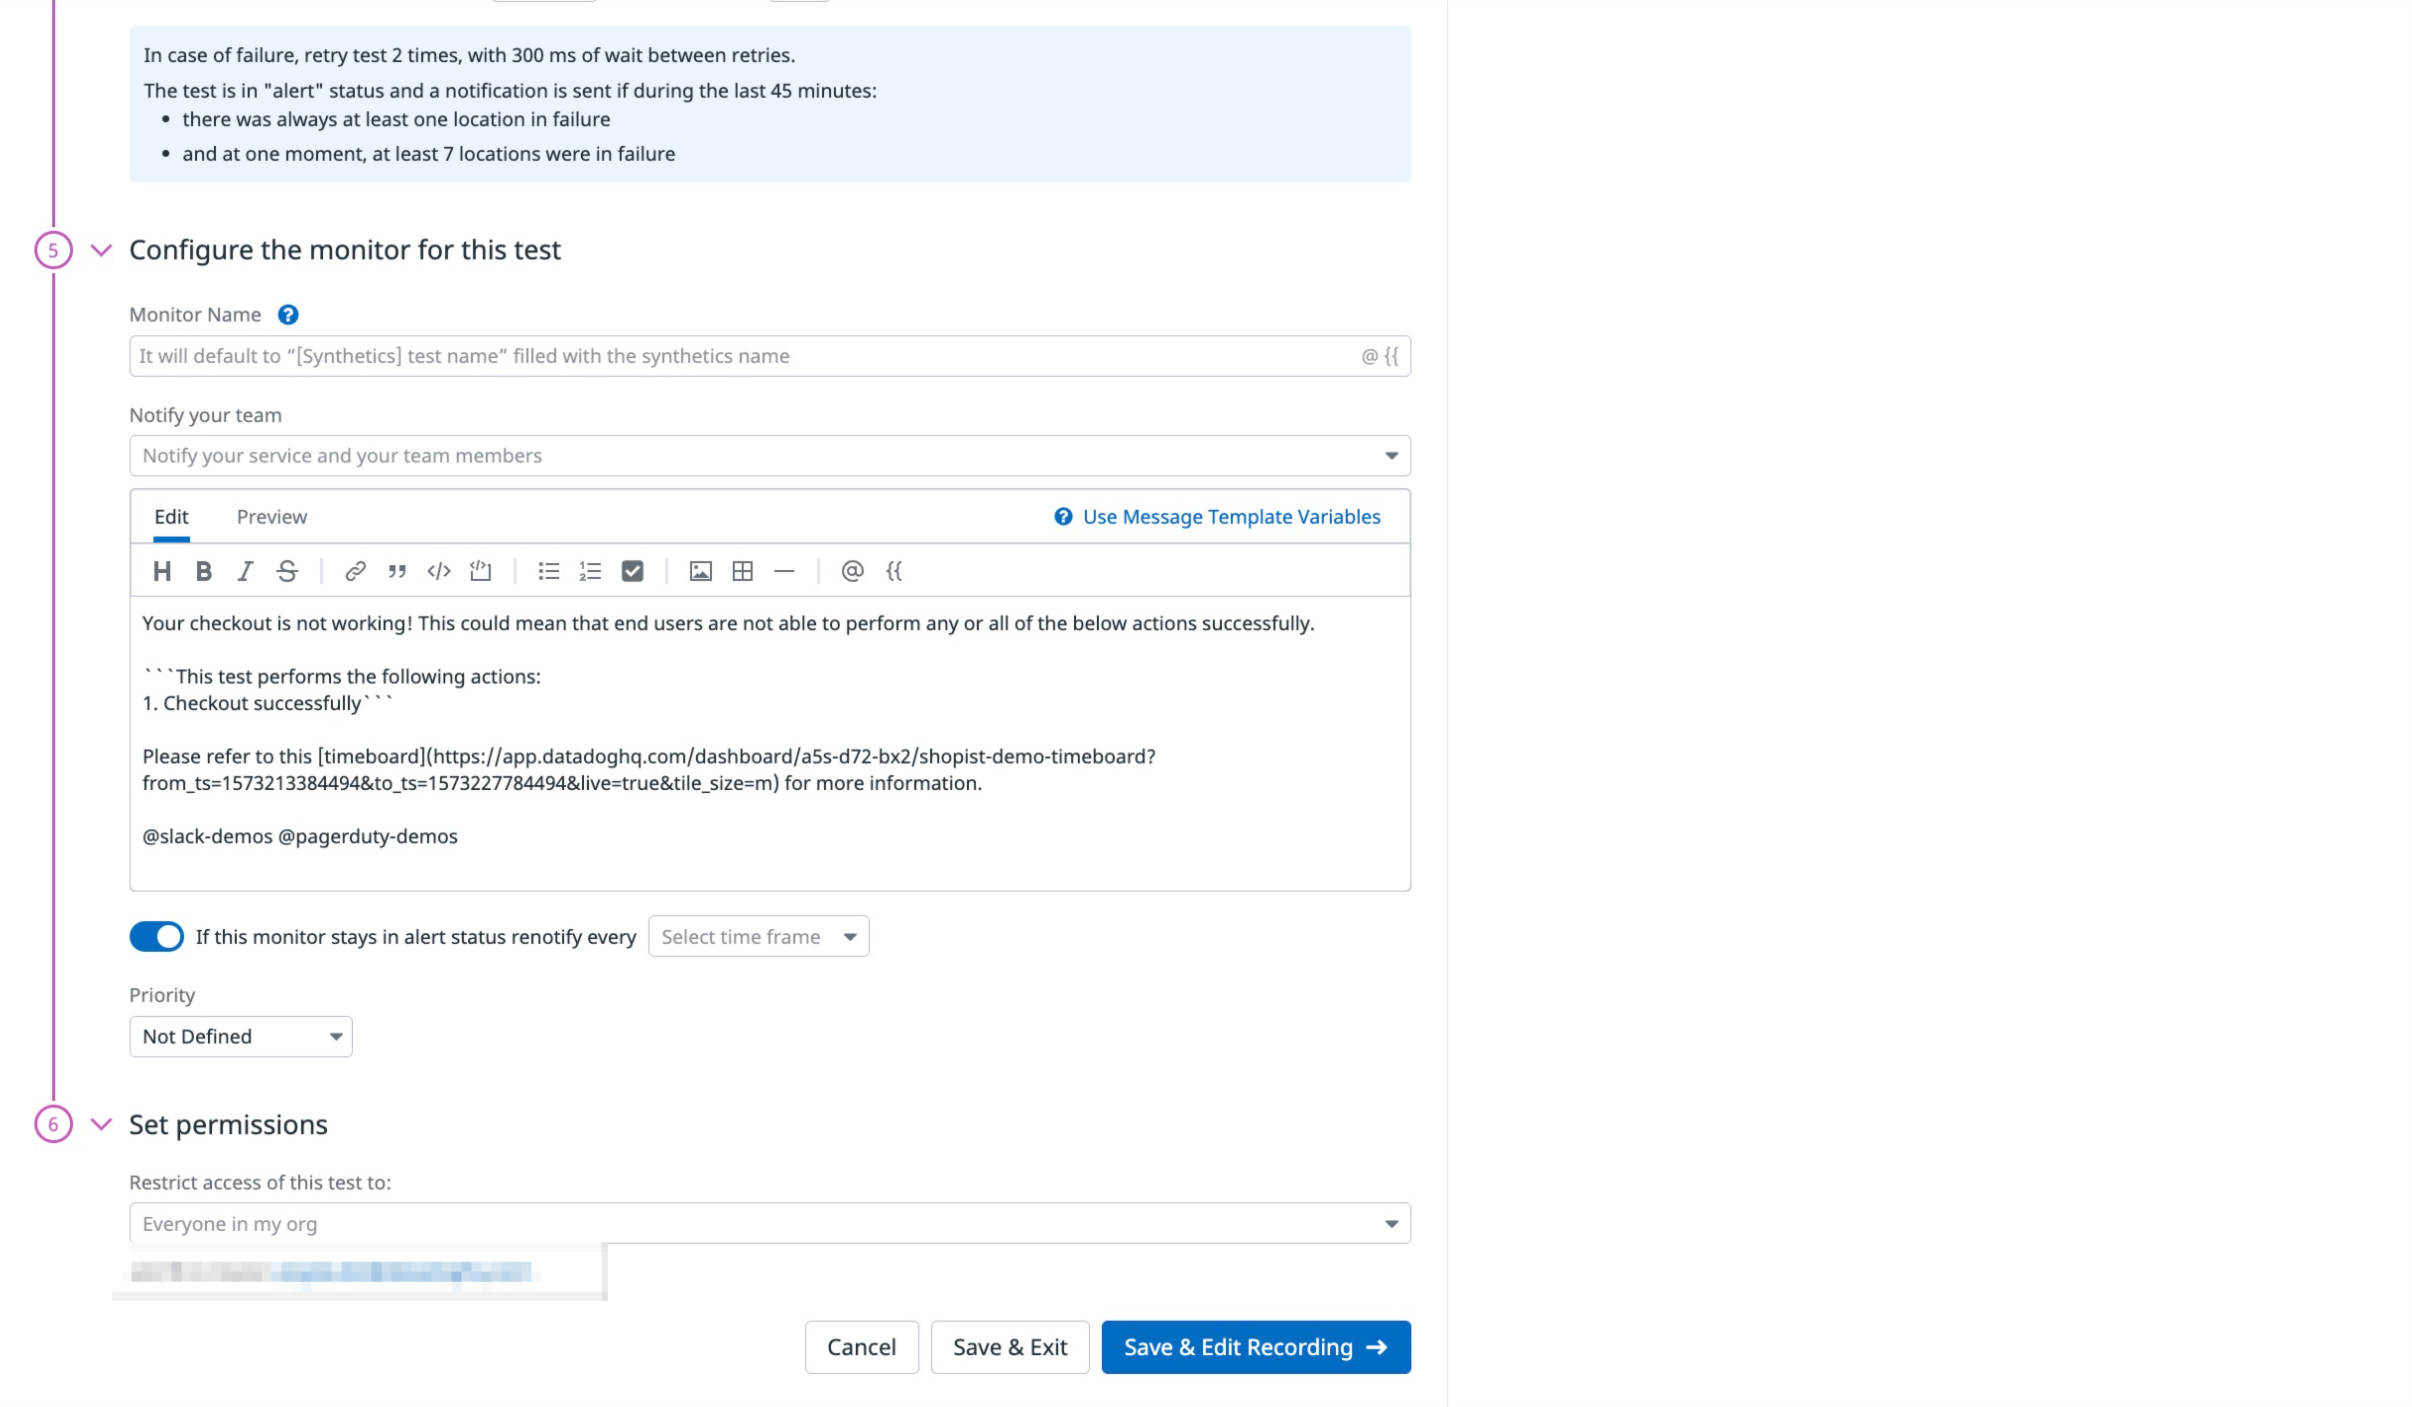 In case of failure, retry test 2 times, with 300 ms of wait between retries.
The test is in "alert" status and a notification is sent if during the last 45 minutes:
• there was always at least one location in failure
• and at one moment, at least 7 locations were in failure
5 Configure the monitor for this test
Monitor Name ?
It will default to “[Synthetics] test name” filled with the synthetics name @ {{
Notify your team
Notify your service and your team members
Edit Preview ? Use Message Template Variables
H B I S </> @ {{
Your checkout is not working! This could mean that end users are not able to perform any or all of the below actions successfully.
```This test performs the following actions:
1. Checkout successfully```
Please refer to this [timeboard](https://app.datadoghq.com/dashboard/a5s-d72-bx2/shopist-demo-timeboard?
from_ts=1573213384494&to_ts=1573227784494&live=true&tile_size=m) for more information.
@slack-demos @pagerduty-demos
If this monitor stays in alert status renotify every Select time frame
Priority
Not Defined
6 Set permissions
Restrict access of this test to:
Everyone in my org
Cancel Save & Exit Save & Edit Recording →